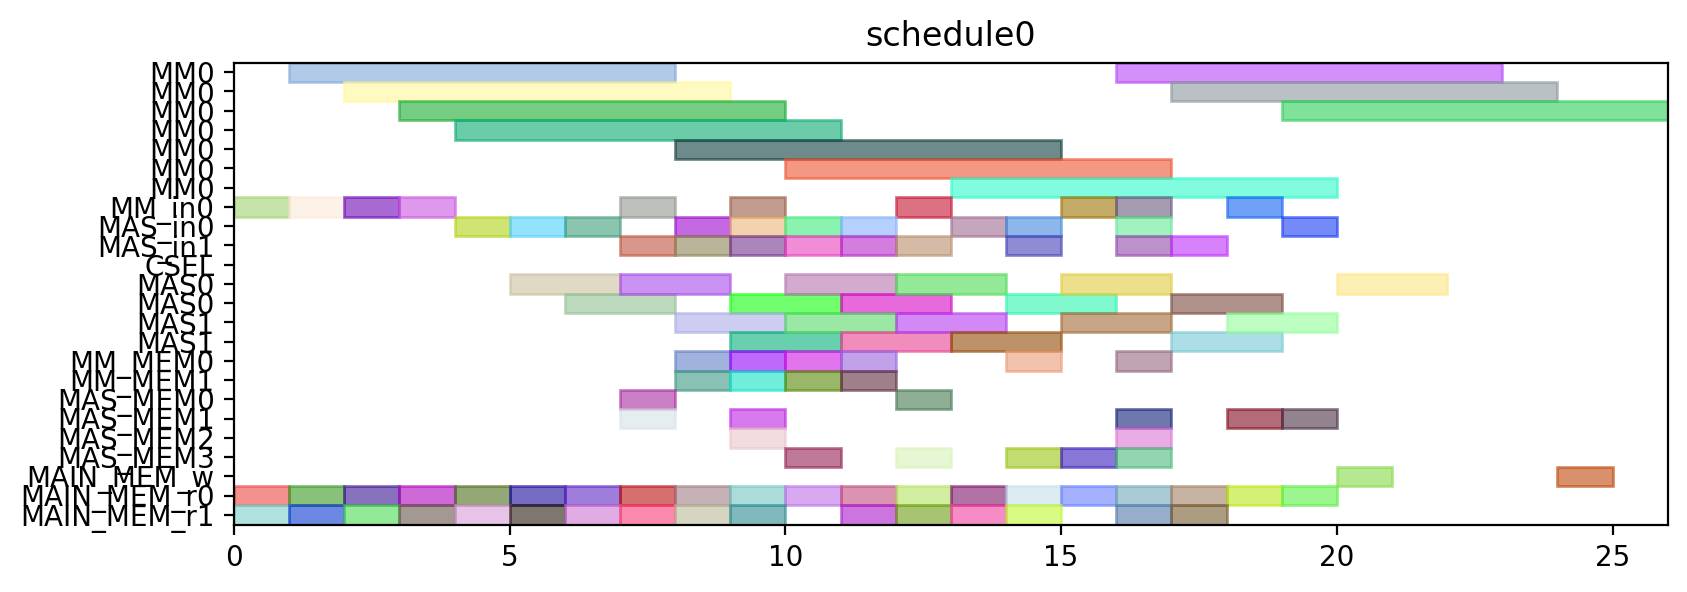 schedule0
MM0
MM0
MM0
MM0
MM0
MM0
MM0
MM_in0
MAS_in0
MAS_in1
CSEL
MAS0
MAS0
MAS1
MAS1
MM_MEM0
MM_MEM1
MAS_MEM0
MAS_MEM1
MAS_MEM2
MAS_MEM3
MAIN_MEM_w
MAIN_MEM_r0
MAIN_MEM_r1
0 5 10 15 20 25